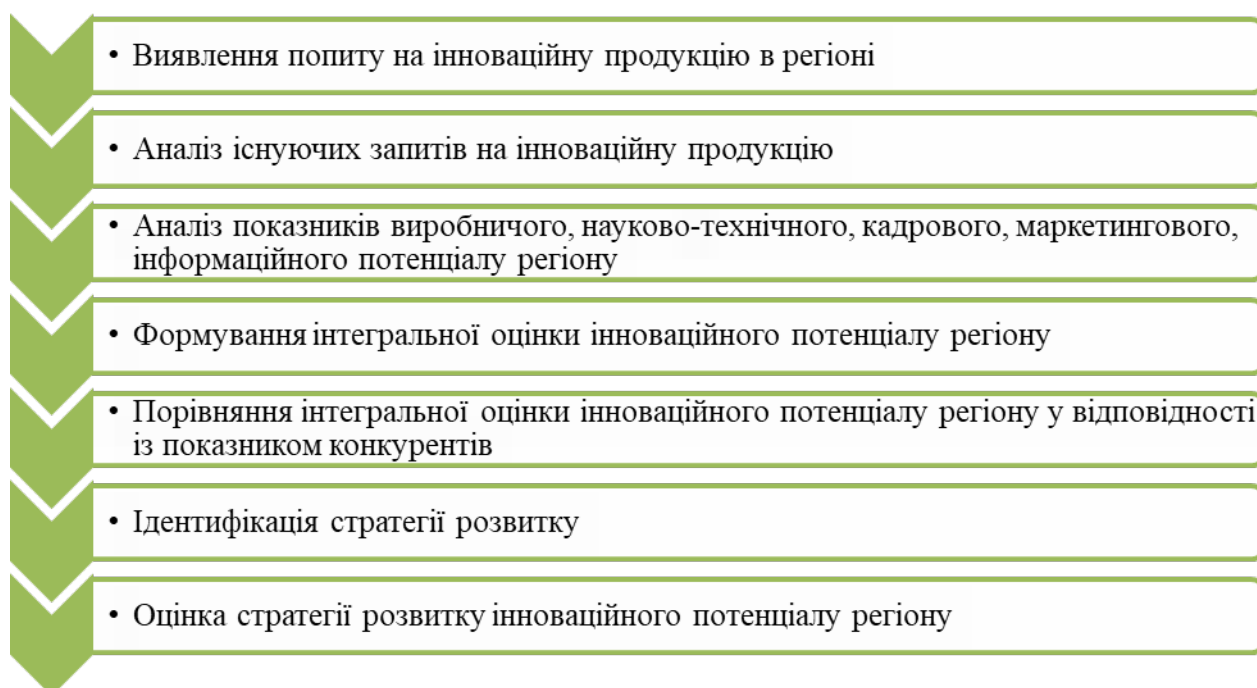 • Виявлення попиту на інноваційну продукцію в регіоні
• Аналіз існуючих запитів на інноваційну продукцію
• Аналіз показників виробничого, науково-технічного, кадрового, маркетингового,
інформаційного потенціалу регіону
• Формування інтегральної оцінки інноваційного потенціалу регіону
• Порівняння інтегральної оцінки інноваційного потенціалу регіону у відповідності
із показником конкурентів
• Ідентифікація стратегії розвитку
• Оцінка стратегії розвитку інноваційного потенціалу регіону